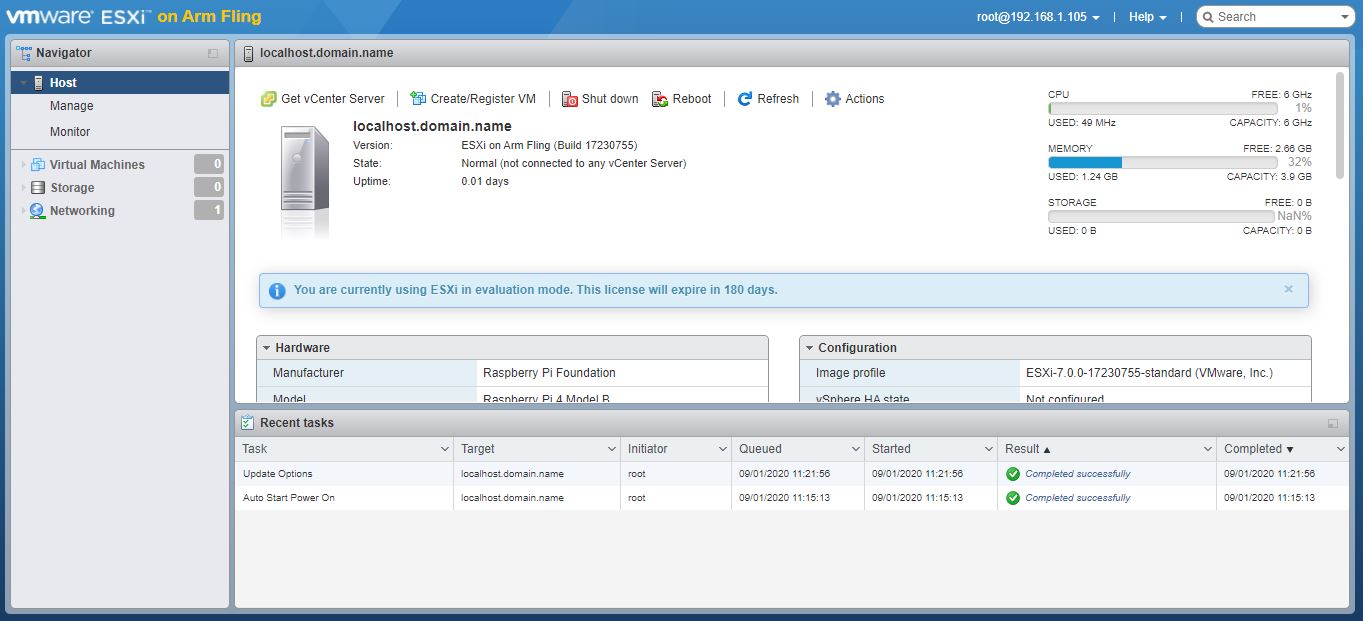 vmware® ESXi™ on Arm Fling
root@192.168.1.105 | Help | Search
Navigator
Host
Manage
Monitor
Virtual Machines 0
Storage 0
Networking 1
localhost.domain.name
Get vCenter Server | Create/Register VM | Shut down Reboot | Refresh | Actions
localhost.domain.name
Version: ESXi on Arm Fling (Build 17230755)
State: Normal (not connected to any vCenter Server)
Uptime: 0.01 days
CPU FREE: 6 GHz
1%
USED: 49 MHz CAPACITY: 6 GHz
MEMORY FREE: 2.66 GB
32%
USED: 1.24 GB CAPACITY: 3.9 GB
STORAGE FREE: 0 B
NaN%
USED: 0 B CAPACITY: 0 B
You are currently using ESXi in evaluation mode. This license will expire in 180 days.
Hardware
Manufacturer Raspberry Pi Foundation
Model Raspberry Pi 4 Model B
Configuration
Image profile ESXi-7.0.0-17230755-standard (VMware, Inc.)
vSphere HA state Not configured
Recent tasks
Task Target Initiator Queued Started Result ▲ Completed ▼
Update Options localhost.domain.name root 09/01/2020 11:21:56 09/01/2020 11:21:56 Completed successfully 09/01/2020 11:21:56
Auto Start Power On localhost.domain.name root 09/01/2020 11:15:13 09/01/2020 11:15:13 Completed successfully 09/01/2020 11:15:13